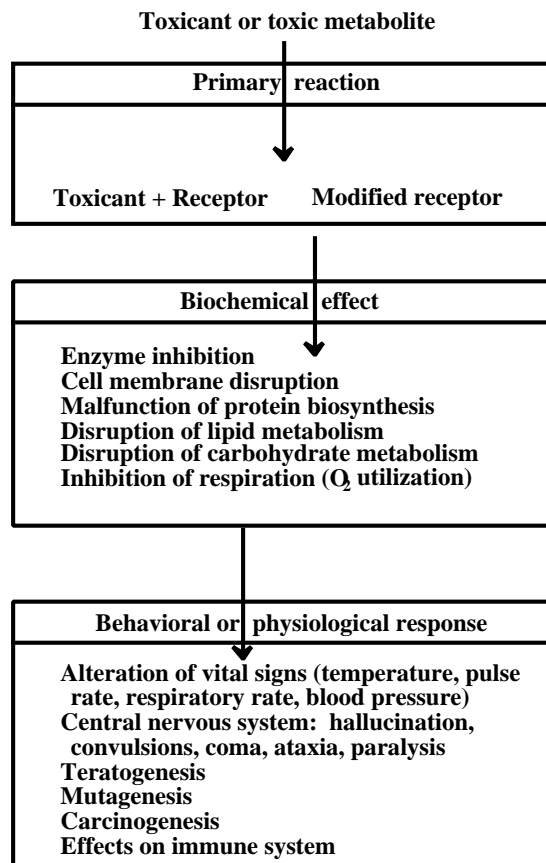 Toxicant or toxic metabolite
Primary reaction
Toxicant + Receptor Modified receptor
Biochemical effect
Enzyme inhibition
Cell membrane disruption
Malfunction of protein biosynthesis
Disruption of lipid metabolism
Disruption of carbohydrate metabolism
Inhibition of respiration (O₂ utilization)
Behavioral or physiological response
Alteration of vital signs (temperature, pulse
rate, respiratory rate, blood pressure)
Central nervous system: hallucination,
convulsions, coma, ataxia, paralysis
Teratogenesis
Mutagenesis
Carcinogenesis
Effects on immune system